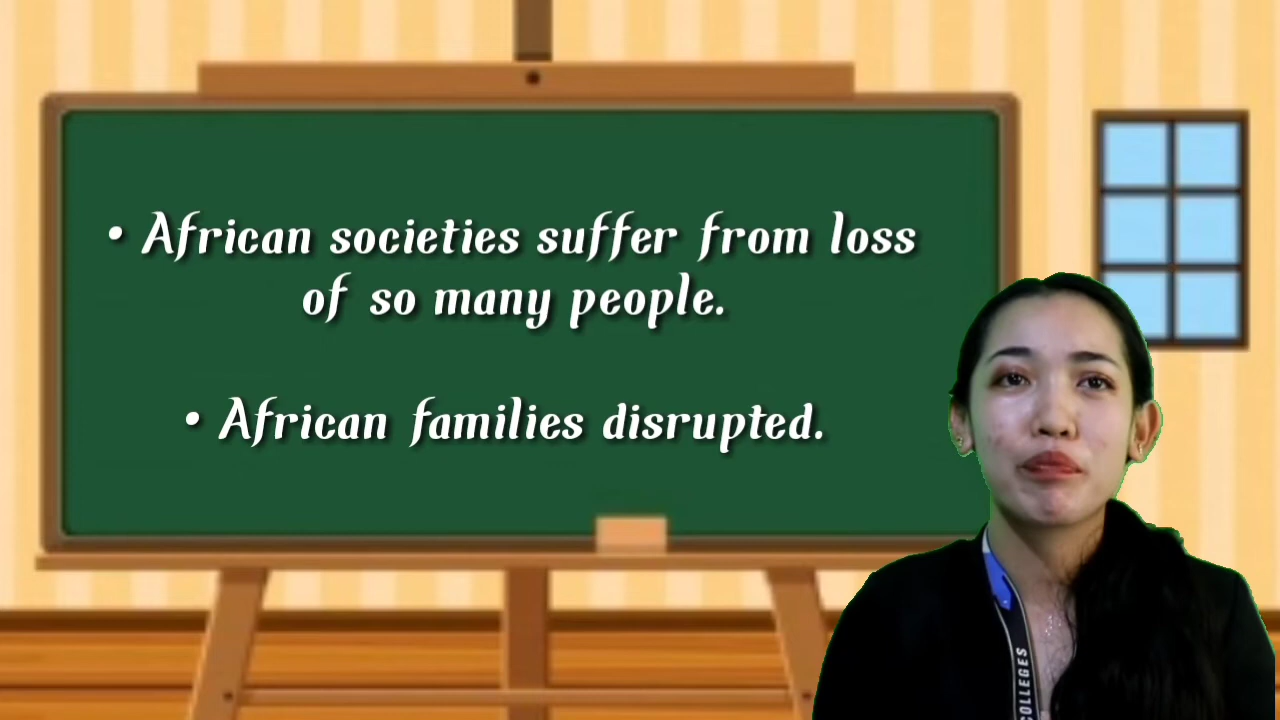 • African societies suffer from loss
of so many people.
• African families disrupted.
COLLEGES